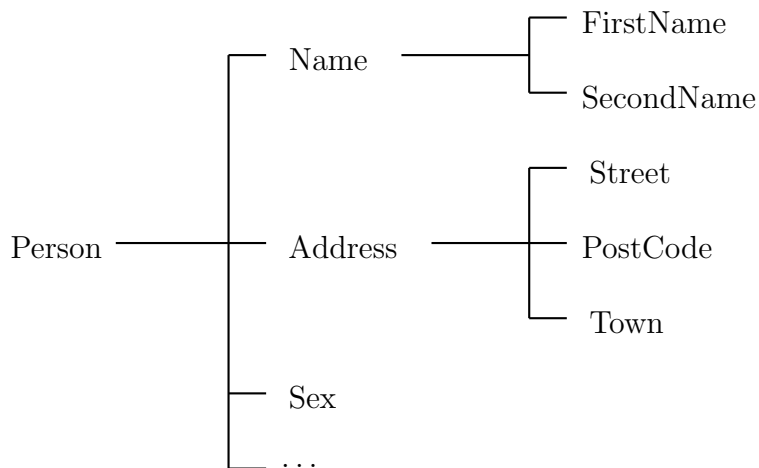 FirstName
Name
SecondName
Street
Person
Address
PostCode
Town
Sex
...